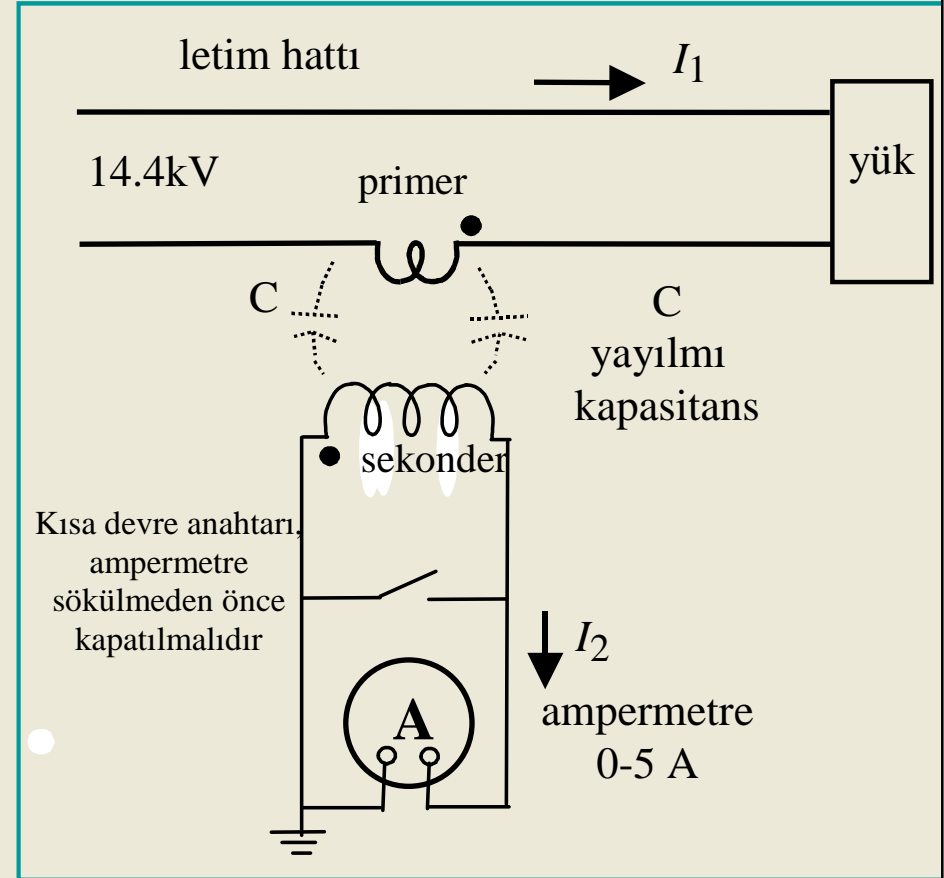 letim hattı
I1
14.4kV
primer
yük
C
C
yayılmı
kapasitans
sekonder
Kısa devre anahtarı,
ampermetre
sökülmeden önce
kapatılmalıdır
I2
A
ampermetre
0-5 A